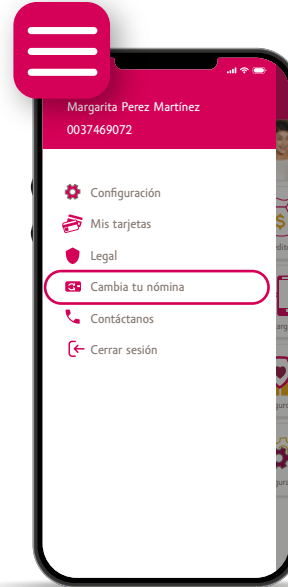 Margarita Perez Martínez
0037469072
Configuración
Mis tarjetas
Legal
Cambia tu nómina
Contáctanos
Cerrar sesión